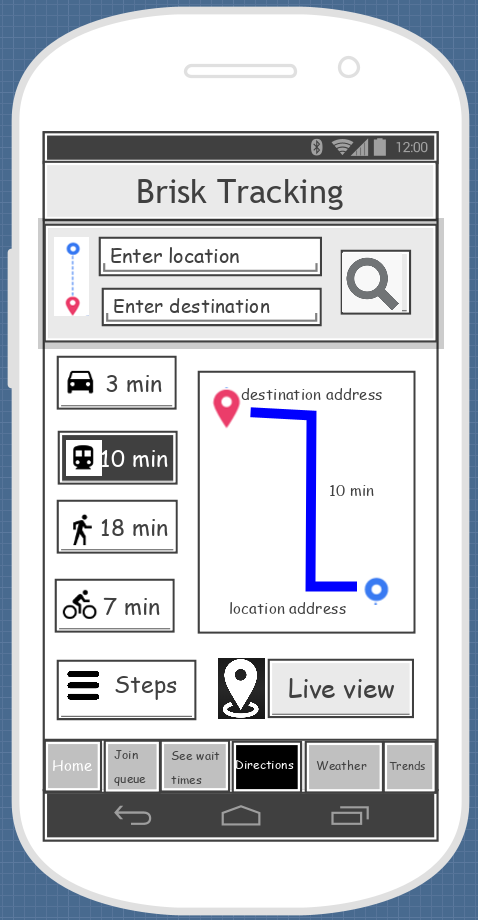 12:00
Brisk Tracking
Enter location
Enter destination
3 min
10 min
18 min
7 min
destination address
10 min
location address
Steps
Live view
Home
Join
queue
See wait
times
Directions
Weather
Trends